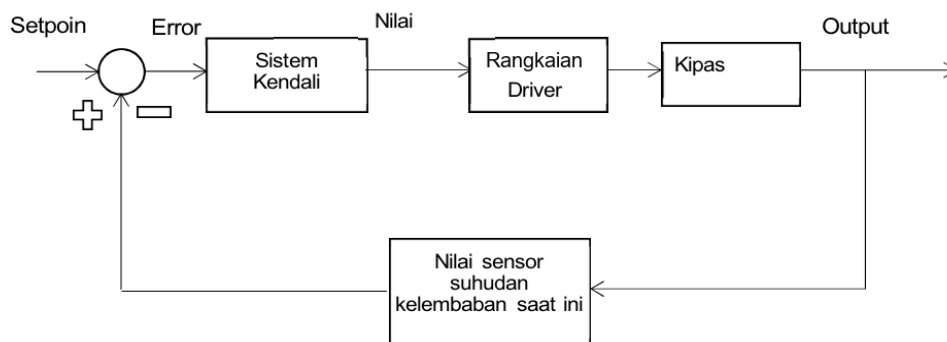 Setpoin
Error
Nilai
Output
Sistem
Kendali
Rangkaian
Driver
Kipas
Nilai sensor
suhudan
kelembaban saat ini